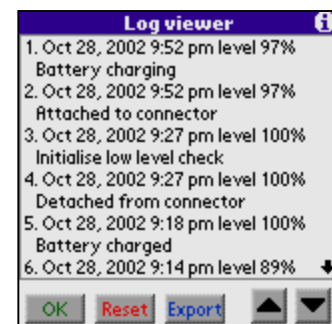 Log viewer
1. Oct 28, 2002 9:52 pm level 97%
Battery charging
2. Oct 28, 2002 9:52 pm level 97%
Attached to connector
3. Oct 28, 2002 9:27 pm level 100%
Initialise low level check
4. Oct 28, 2002 9:27 pm level 100%
Detached from connector
5. Oct 28, 2002 9:18 pm level 100%
Battery charged
6. Oct 28, 2002 9:14 pm level 89%
OK Reset Export